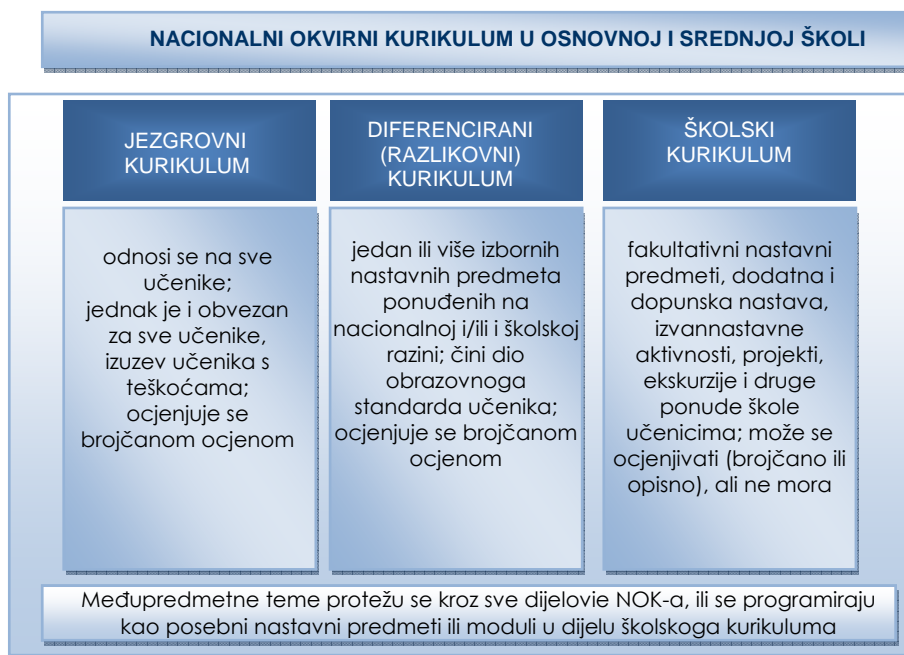 NACIONALNI OKVIRNI KURIKULUM U OSNOVNOJ I SREDNJOJ ŠKOLI
JEZGROVNI
KURIKULUM
odnosi se na sve
učenike;
jednak je i obvezan
za sve učenike,
izuzev učenika s
teškoćama;
ocjenjuje se
brojčanom ocjenom
DIFERENCIRANI
(RAZLIKOVNI)
KURIKULUM
jedan ili više izbornih
nastavnih predmeta
ponuđenih na
nacionalnoj i/ili i školskoj
razini; čini dio
obrazovnoga
standarda učenika;
ocjenjuje se brojčanom
ocjenom
ŠKOLSKI
KURIKULUM
fakultativni nastavni
predmeti, dodatna i
dopunska nastava,
izvannastavne
aktivnosti, projekti,
ekskurzije i druge
ponude škole
učenicima; može se
ocjenjivati (brojčano ili
opisno), ali ne mora
Međupredmetne teme protežu se kroz sve dijelovie NOK-a, ili se programiraju
kao posebni nastavni predmeti ili moduli u dijelu školskoga kurikuluma